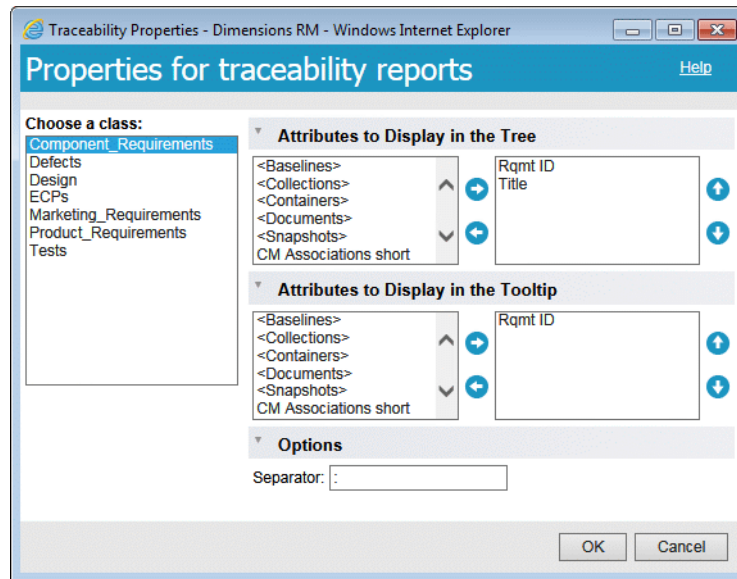 Traceability Properties - Dimensions RM - Windows Internet Explorer
Properties for traceability reports
Help
Choose a class:
Component_Requirements
Defects
Design
ECPs
Marketing_Requirements
Product_Requirements
Tests
Attributes to Display in the Tree
<Baselines>
<Collections>
<Containers>
<Documents>
<Snapshots>
CM Associations short
Rqmt ID
Title
Attributes to Display in the Tooltip
<Baselines>
<Collections>
<Containers>
<Documents>
<Snapshots>
CM Associations short
Rqmt ID
Options
Separator: :
OK
Cancel